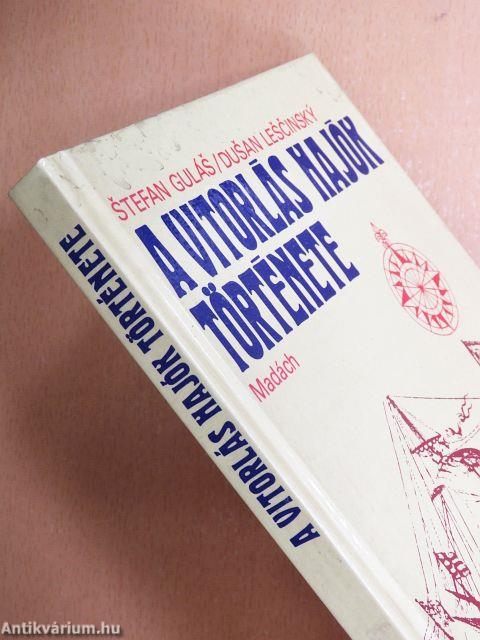 ŠTEFAN GULÁŠ/DUŠAN LEŠČINSKÝ
A VITORLÁS HAJÓK
TÖRTÉNETE
Madách
A VITORLÁS HAJÓK TÖRTÉNETE
Antikvárium.hu